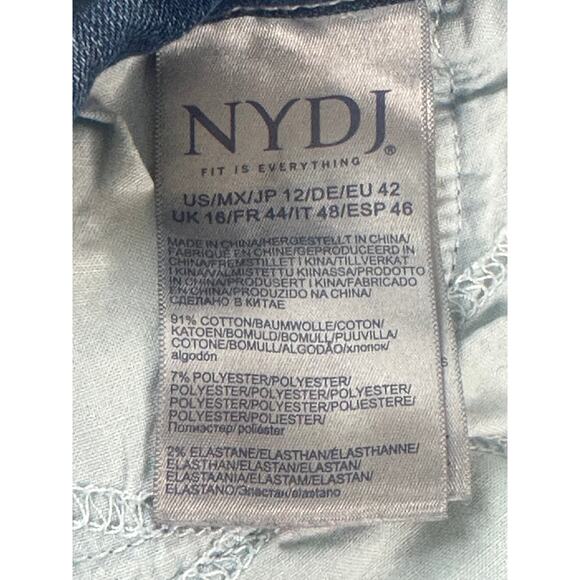 NYDJ®
FIT IS EVERYTHING
US/MX/JP 12/DE/EU 42
UK 16/FR 44/IT 48/ESP 46
MADE IN CHINA/HERGESTELLT IN CHINA/
FABRIQUÉ EN CHINE/GEPRODUCEERD IN
CHINA/FREMSTILLET I KINA/TILLVERKAT
I KINA/VALMISTETTU KIINASSA/PRODOTTO
IN CHINA/PRODUSERT I KINA/FABRICADO
EN CHINA/PRODUZIDO NA CHINA/
СДЕЛАНО В КИТАЕ
91% COTTON/BAUMWOLLE/COTON/
KATOEN/BOMULD/BOMULL/PUUVILLA/
COTONE/BOMULL/ALGODÃO/хлопок/
algodón
7% POLYESTER/POLYESTER/
POLYESTER/POLYESTER/POLYESTER/
POLYESTER/POLYESTER/POLIESTERE/
POLYESTER/POLIÉSTER/
Полиэстер/poliéster
2% ELASTANE/ELASTHAN/ÉLASTHANNE/
ELASTHAN/ELASTAN/ELASTAN/
ELASTAANIA/ELASTAM/ELASTAN/
ELASTANO/Эластан/elastano